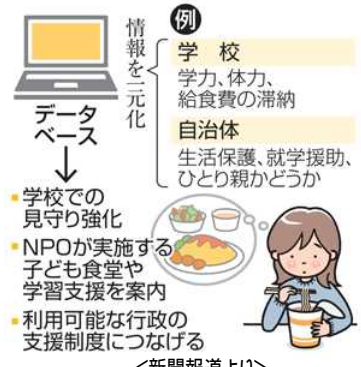 例
情報を一元化
学校
学力、体力、
給食費の滞納
自治体
生活保護、就学援助、
ひとり親かどうか
データ
ベース
学校での
見守り強化
NPOが実施する
子ども食堂や
学習支援を案内
利用可能な行政の
支援制度につなげる
<新聞報道より>